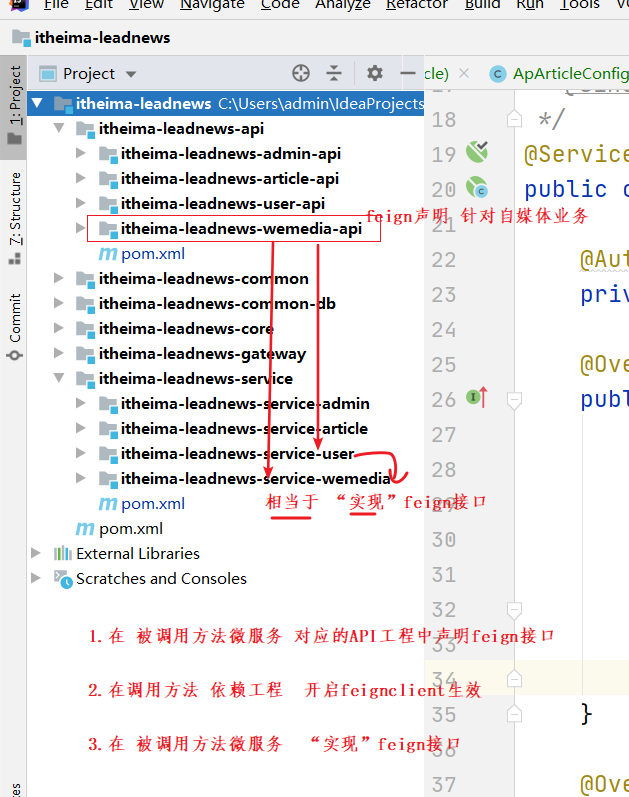 File Edit View Navigate Code Analyze Refactor Build Run Tools
itheima-leadnews
1: Project
Project
ApArticleConfig
itheima-leadnews C:\Users\admin\IdeaProjects
18 */
itheima-leadnews-api
19 @Service
itheima-leadnews-admin-api
20 public c
itheima-leadnews-article-api
itheima-leadnews-user-api
feign声明 针对自媒体业务
21
itheima-leadnews-wemedia-api
pom.xml
22 @Aut
itheima-leadnews-common
23 priv
itheima-leadnews-common-db
24
itheima-leadnews-core
25 @Ove
itheima-leadnews-gateway
26 publ
itheima-leadnews-service
27
itheima-leadnews-service-admin
itheima-leadnews-service-article
28
itheima-leadnews-service-user
itheima-leadnews-service-wemedia
相当于 “实现”feign接口
29
pom.xml
pom.xml
30
External Libraries
31
Scratches and Consoles
32
1.在 被调用方法微服务 对应的API工程中声明feign接口
33
34
2.在调用方法 依赖工程 开启feignclient生效
35 }
3.在 被调用方法微服务 “实现”feign接口
36
37 @Ove
Z: Structure
Commit